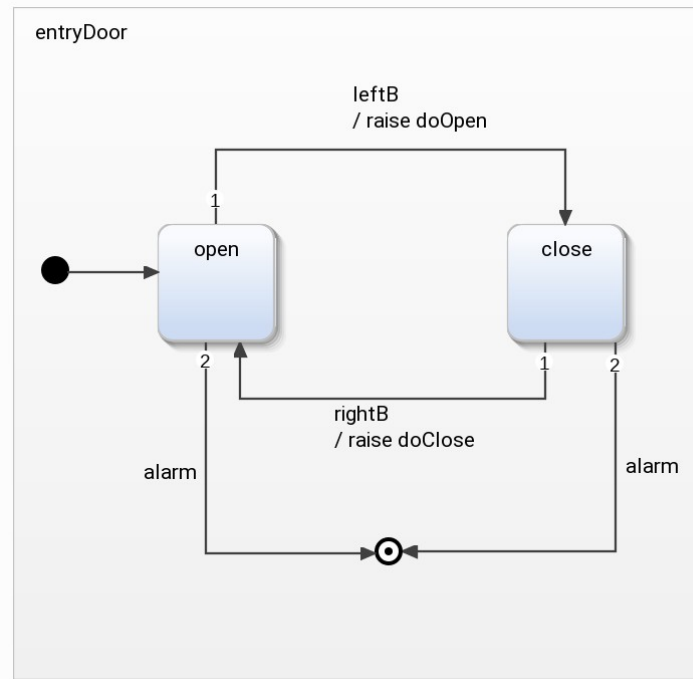 entryDoor
leftB
/ raise doOpen
1
open
close
2
1
2
rightB
/ raise doClose
alarm
alarm